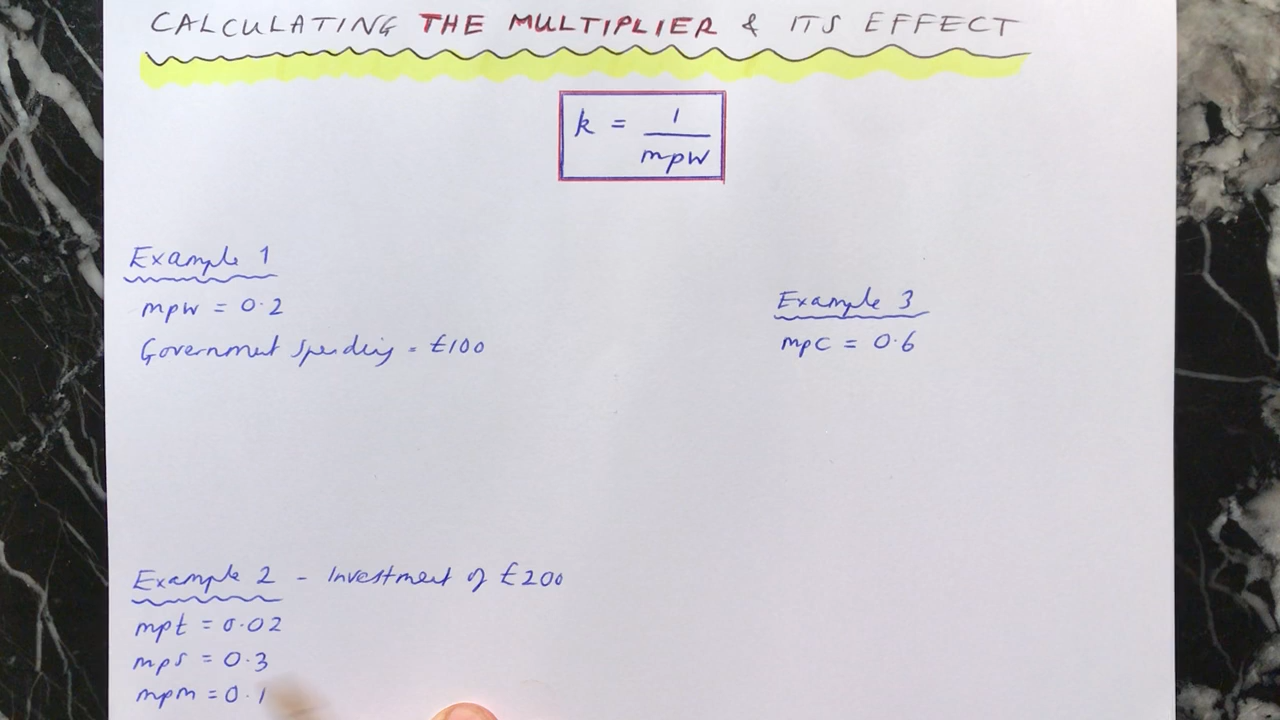 CALCULATING THE MULTIPLIER & ITS EFFECT
k = 1
mpw
Example 1
mpw = 0.2
Government Spending = £100
Example 3
mpc = 0.6
Example 2 - Investment of £200
mpt = 0.02
mps = 0.3
mpm = 0.1